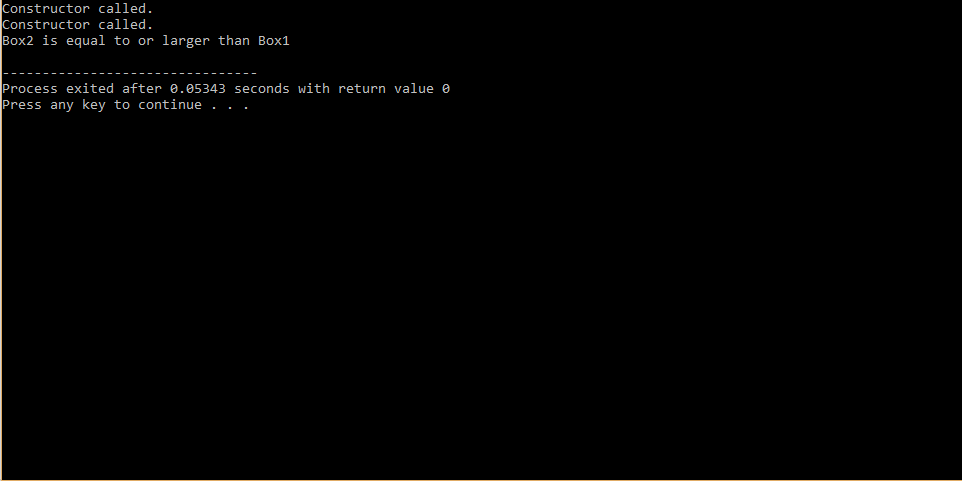 Constructor called.
Constructor called.
Box2 is equal to or larger than Box1
--------------------------------
Process exited after 0.05343 seconds with return value 0
Press any key to continue . . .